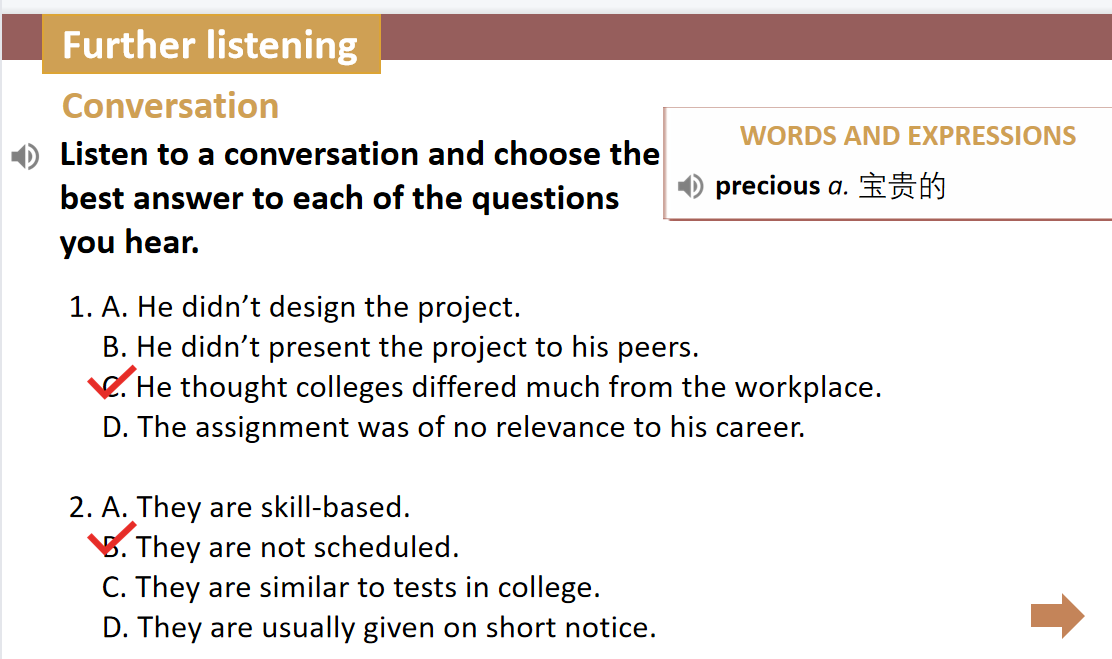 Further listening
Conversation
Listen to a conversation and choose the
best answer to each of the questions
you hear.
WORDS AND EXPRESSIONS
precious a. 宝贵的
1. A. He didn’t design the project.
B. He didn’t present the project to his peers.
C. He thought colleges differed much from the workplace.
D. The assignment was of no relevance to his career.
2. A. They are skill-based.
B. They are not scheduled.
C. They are similar to tests in college.
D. They are usually given on short notice.